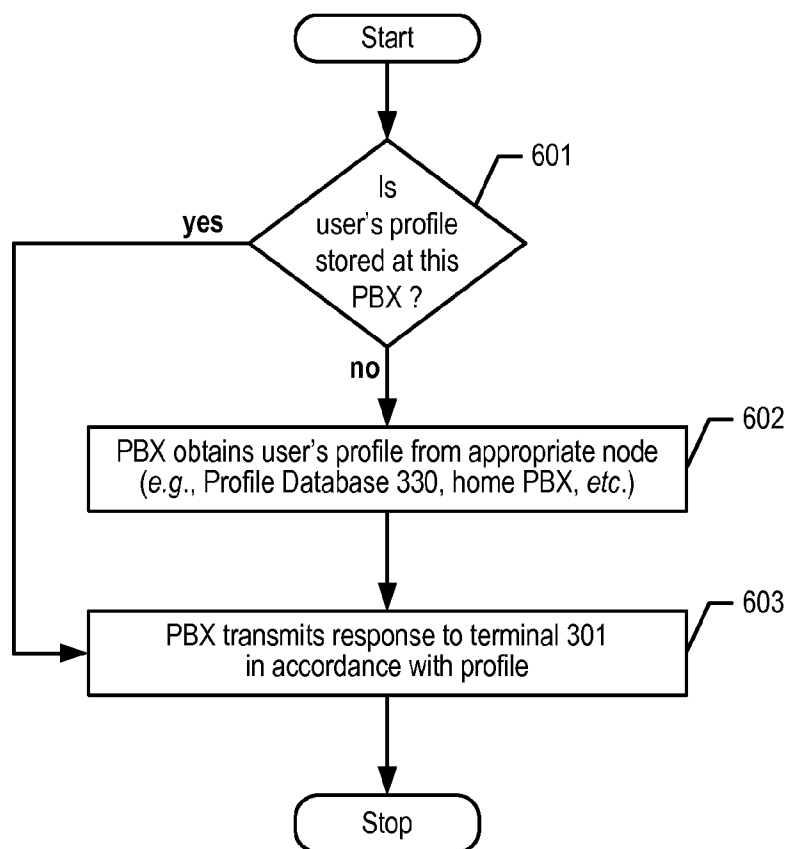 Start
601
Is
user's profile
stored at this
PBX ?
yes
no
602
PBX obtains user's profile from appropriate node
(e.g., Profile Database 330, home PBX, etc.)
603
PBX transmits response to terminal 301
in accordance with profile
Stop